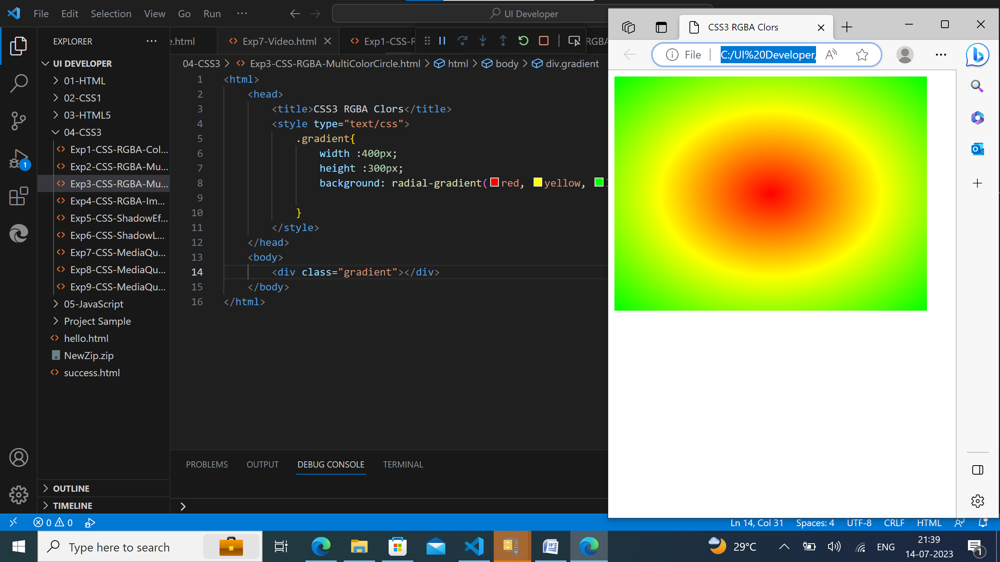 File Edit Selection View Go Run ... UI Developer
EXPLORER
UI DEVELOPER
01-HTML
02-CSS1
03-HTML5
04-CSS3
Exp1-CSS-RGBA-Col...
Exp2-CSS-RGBA-Mu...
Exp3-CSS-RGBA-Mu...
Exp4-CSS-RGBA-Im...
Exp5-CSS-ShadowEf...
Exp6-CSS-ShadowL...
Exp7-CSS-MediaQu...
Exp8-CSS-MediaQu...
Exp9-CSS-MediaQu...
05-JavaScript
Project Sample
hello.html
NewZip.zip
success.html
OUTLINE
TIMELINE
1
e.html Exp7-Video.html Exp1-CSS-R RGBA
04-CSS3 > Exp3-CSS-RGBA-MultiColorCircle.html > html > body > div.gradient
1 <html>
2 <head>
3 <title>CSS3 RGBA Clors</title>
4 <style type="text/css">
5 .gradient{
6 width :400px;
7 height :300px;
8 background: radial-gradient(red, yellow,
9
10 }
11 </style>
12 </head>
13 <body>
14 <div class="gradient"></div>
15 </body>
16 </html>
PROBLEMS OUTPUT DEBUG CONSOLE TERMINAL
>
CSS3 RGBA Clors
File C:/UI%20Developer/
0 0 Ln 14, Col 31 Spaces: 4 UTF-8 CRLF HTML
Type here to search
29°C ENG
21:39
14-07-2023
1